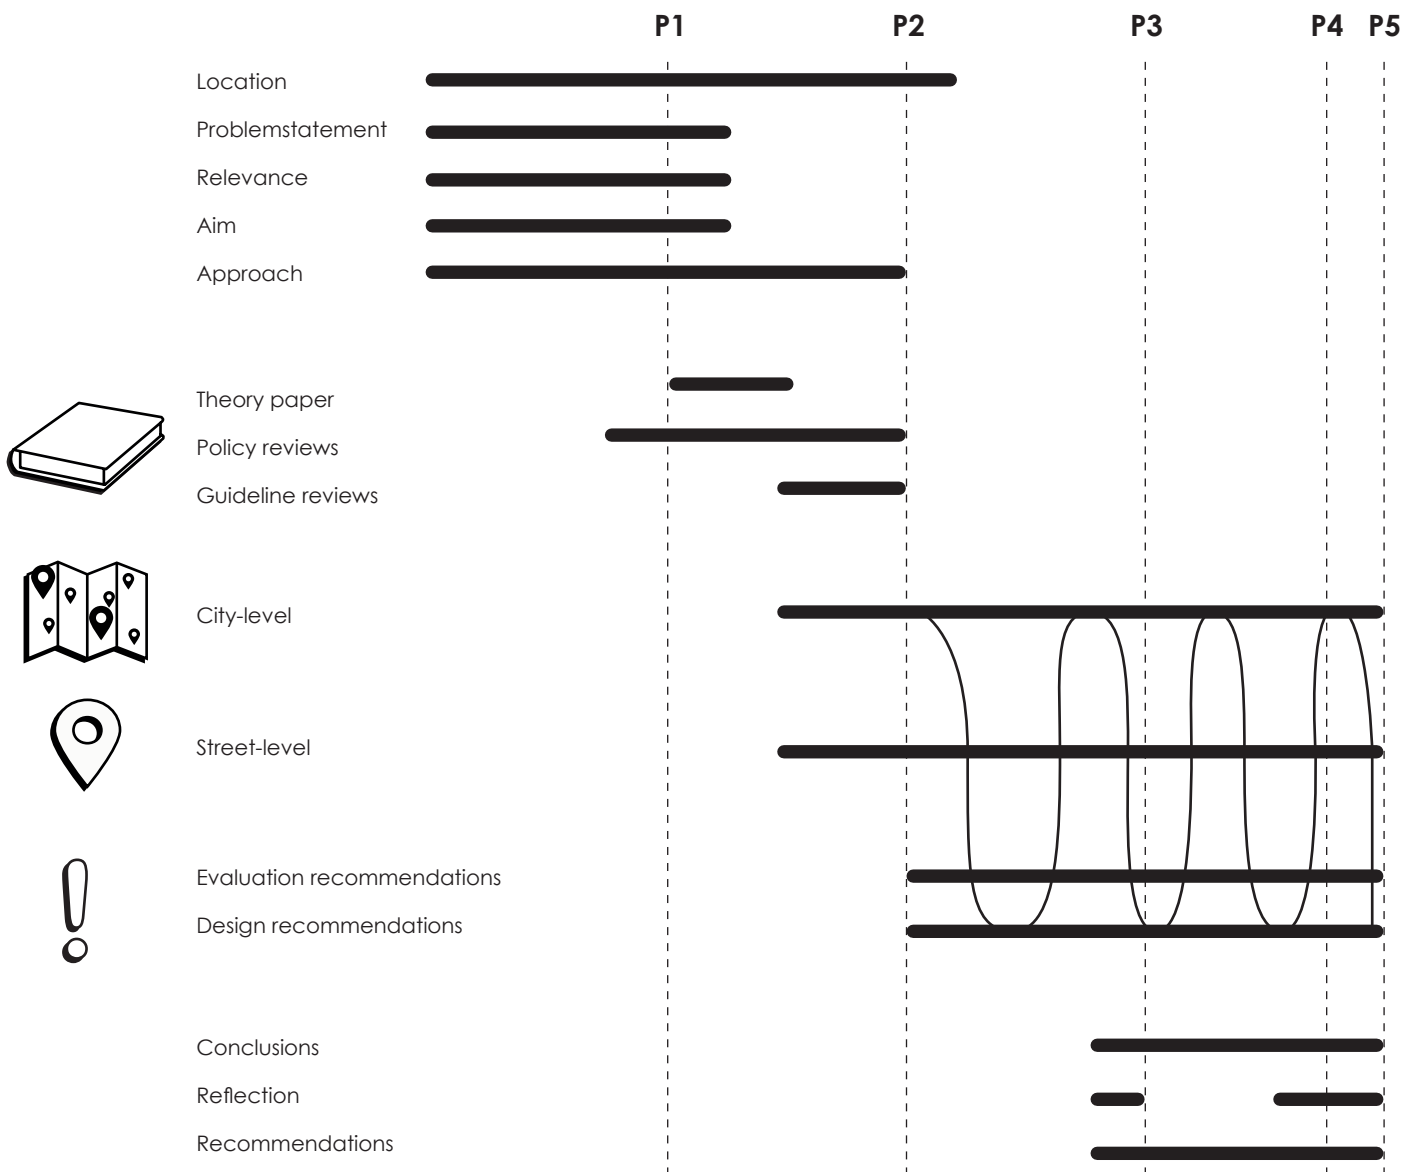 P1 P2 P3 P4 P5
Location
Problemstatement
Relevance
Aim
Approach
Theory paper
Policy reviews
Guideline reviews
City-level
Street-level
Evaluation recommendations
Design recommendations
Conclusions
Reflection
Recommendations